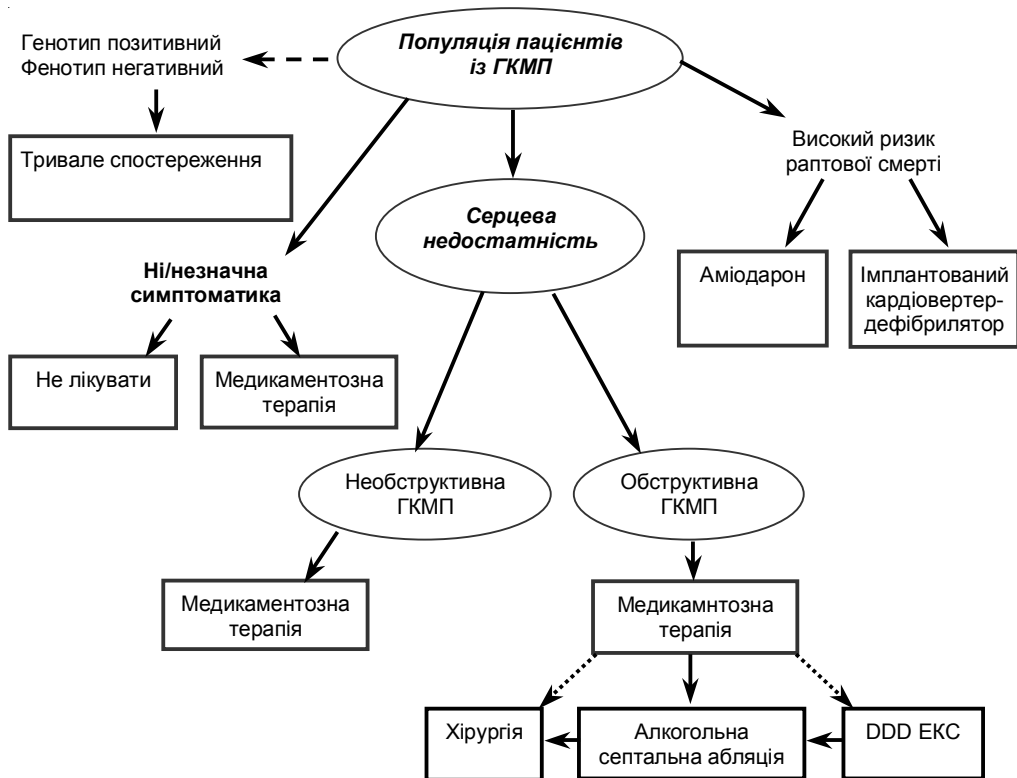 Генотип позитивний
Фенотип негативний
Популяція пацієнтів
із ГКМП
Тривале спостереження
Високий ризик
раптової смерті
Серцева
недостатність
Ні/незначна
симптоматика
Аміодарон
Імплантований
кардіовертер-
дефібрилятор
Не лікувати
Медикаментозна
терапія
Необструктивна
ГКМП
Обструктивна
ГКМП
Медикаментозна
терапія
Медикамнтозна
терапія
Хірургія
Алкогольна
септальна абляція
DDD ЕКС